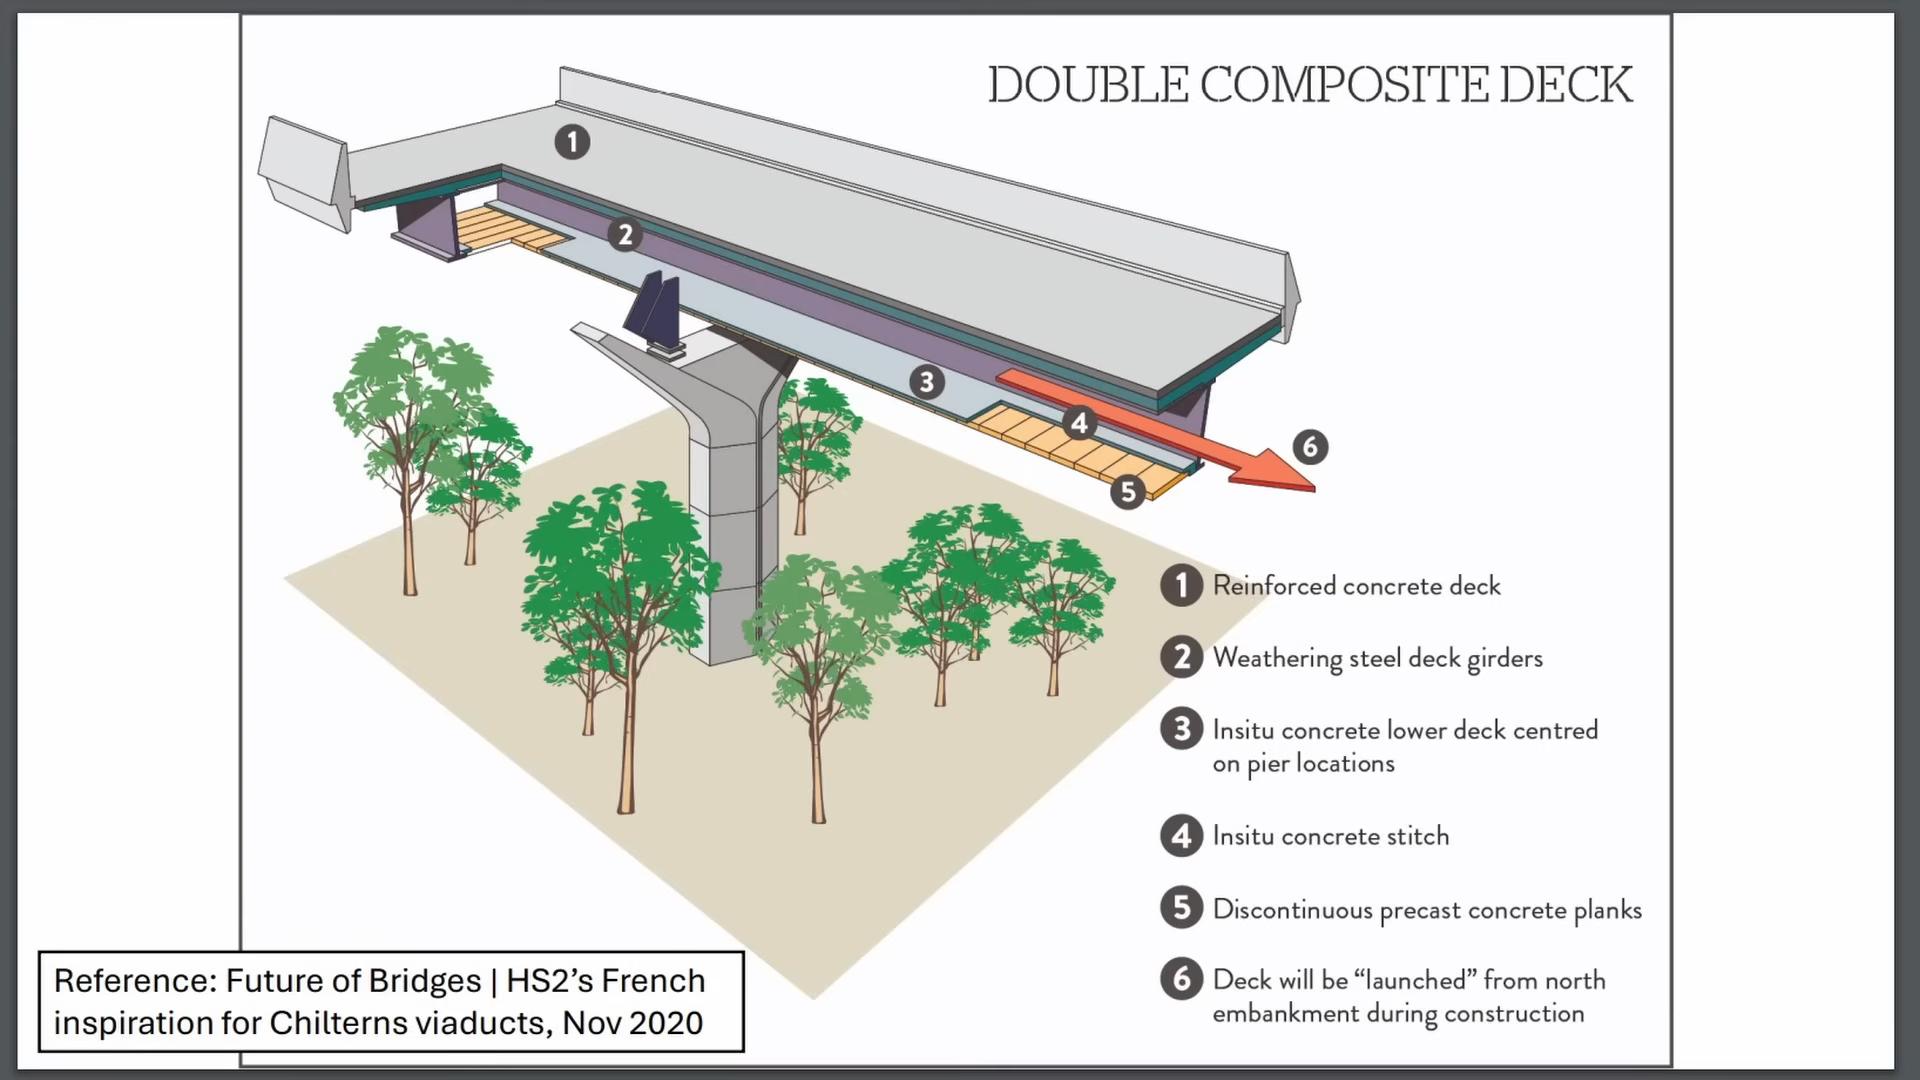 DOUBLE COMPOSITE DECK
1
2
3
4
5
6
1 Reinforced concrete deck
2 Weathering steel deck girders
3 Insitu concrete lower deck centred
on pier locations
4 Insitu concrete stitch
5 Discontinuous precast concrete planks
6 Deck will be “launched” from north
embankment during construction
Reference: Future of Bridges | HS2’s French
inspiration for Chilterns viaducts, Nov 2020